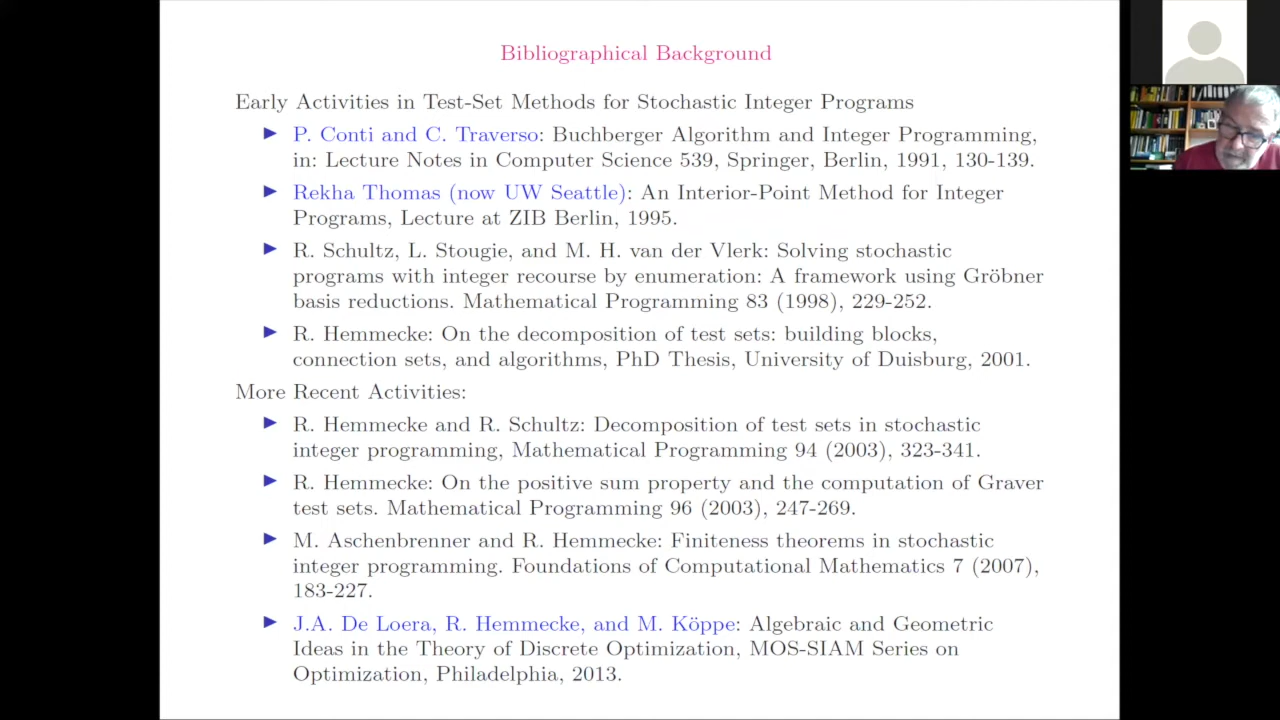 Bibliographical Background
Early Activities in Test-Set Methods for Stochastic Integer Programs
P. Conti and C. Traverso: Buchberger Algorithm and Integer Programming,
in: Lecture Notes in Computer Science 539, Springer, Berlin, 1991, 130-139.
Rekha Thomas (now UW Seattle): An Interior-Point Method for Integer
Programs, Lecture at ZIB Berlin, 1995.
R. Schultz, L. Stougie, and M. H. van der Vlerk: Solving stochastic
programs with integer recourse by enumeration: A framework using Gröbner
basis reductions. Mathematical Programming 83 (1998), 229-252.
R. Hemmecke: On the decomposition of test sets: building blocks,
connection sets, and algorithms, PhD Thesis, University of Duisburg, 2001.
More Recent Activities:
R. Hemmecke and R. Schultz: Decomposition of test sets in stochastic
integer programming, Mathematical Programming 94 (2003), 323-341.
R. Hemmecke: On the positive sum property and the computation of Graver
test sets. Mathematical Programming 96 (2003), 247-269.
M. Aschenbrenner and R. Hemmecke: Finiteness theorems in stochastic
integer programming. Foundations of Computational Mathematics 7 (2007),
183-227.
J.A. De Loera, R. Hemmecke, and M. Köppe: Algebraic and Geometric
Ideas in the Theory of Discrete Optimization, MOS-SIAM Series on
Optimization, Philadelphia, 2013.